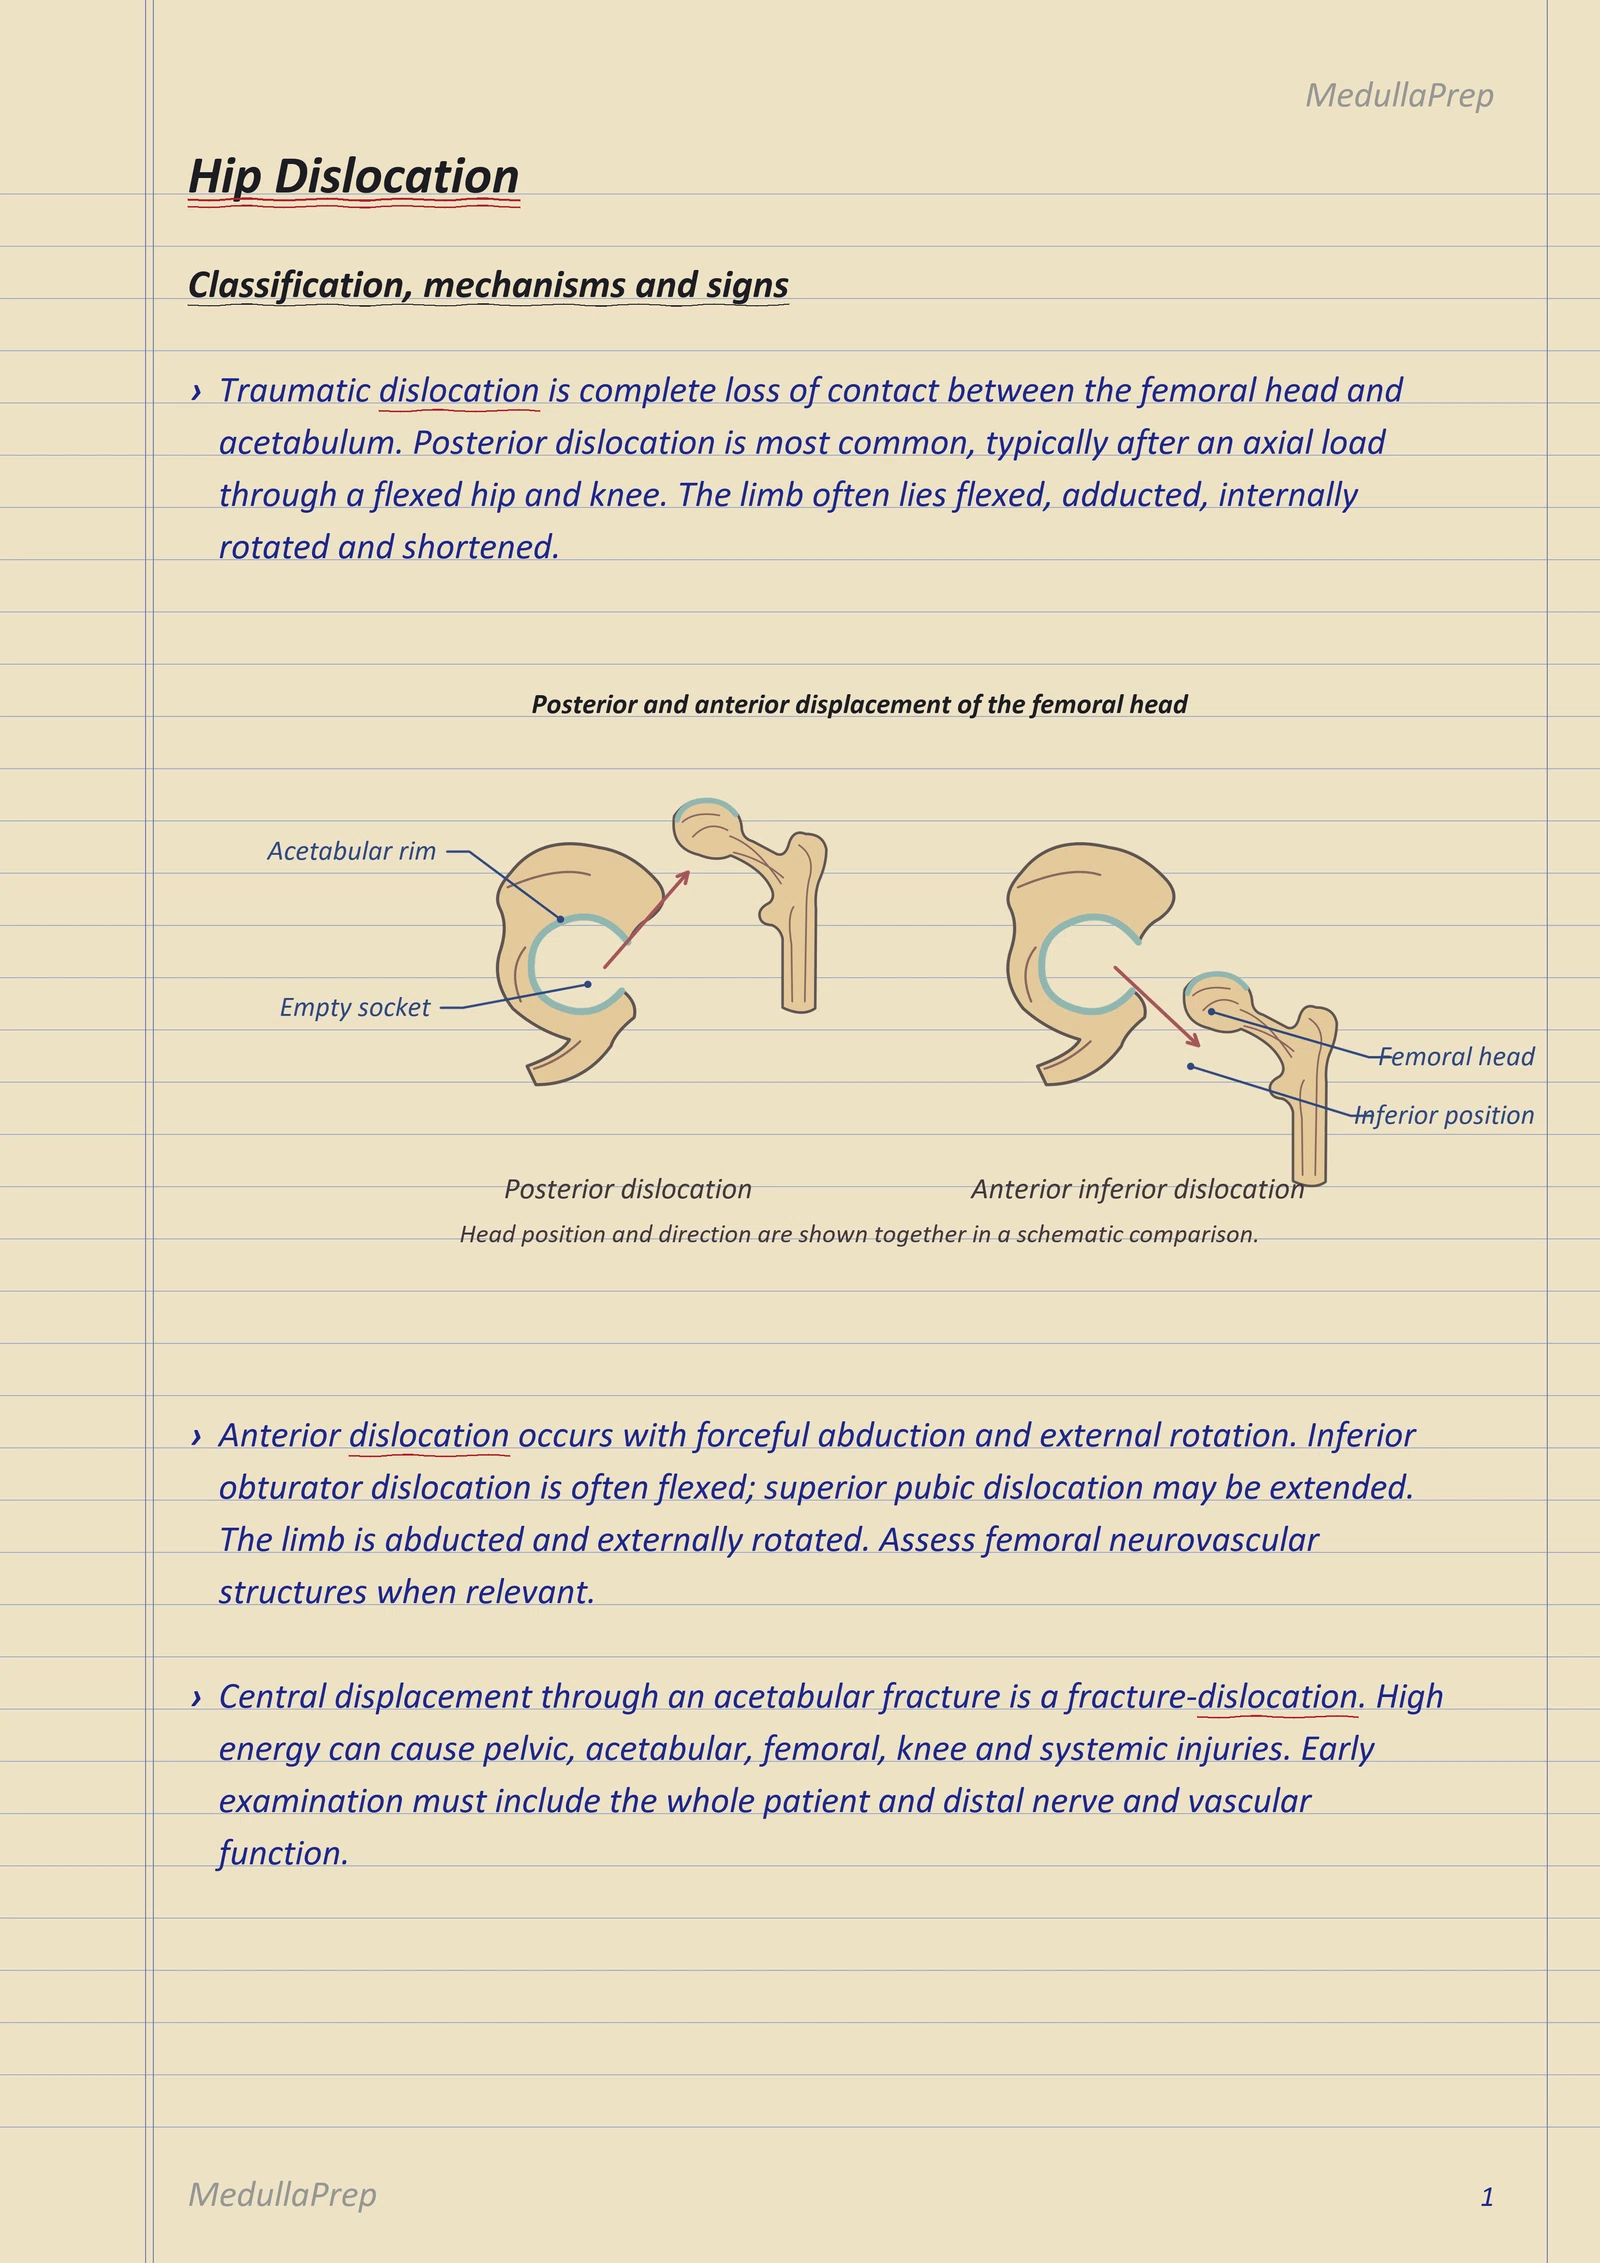 MedullaPrep
Hip Dislocation
Classification, mechanisms and signs
› Traumatic dislocation is complete loss of contact between the femoral head and
acetabulum. Posterior dislocation is most common, typically after an axial load
through a flexed hip and knee. The limb often lies flexed, adducted, internally
rotated and shortened.
Posterior and anterior displacement of the femoral head
Acetabular rim
Empty socket
Femoral head
Inferior position
Posterior dislocation
Anterior inferior dislocation
Head position and direction are shown together in a schematic comparison.
› Anterior dislocation occurs with forceful abduction and external rotation. Inferior
obturator dislocation is often flexed; superior pubic dislocation may be extended.
The limb is abducted and externally rotated. Assess femoral neurovascular
structures when relevant.
› Central displacement through an acetabular fracture is a fracture-dislocation. High
energy can cause pelvic, acetabular, femoral, knee and systemic injuries. Early
examination must include the whole patient and distal nerve and vascular
function.
MedullaPrep
1